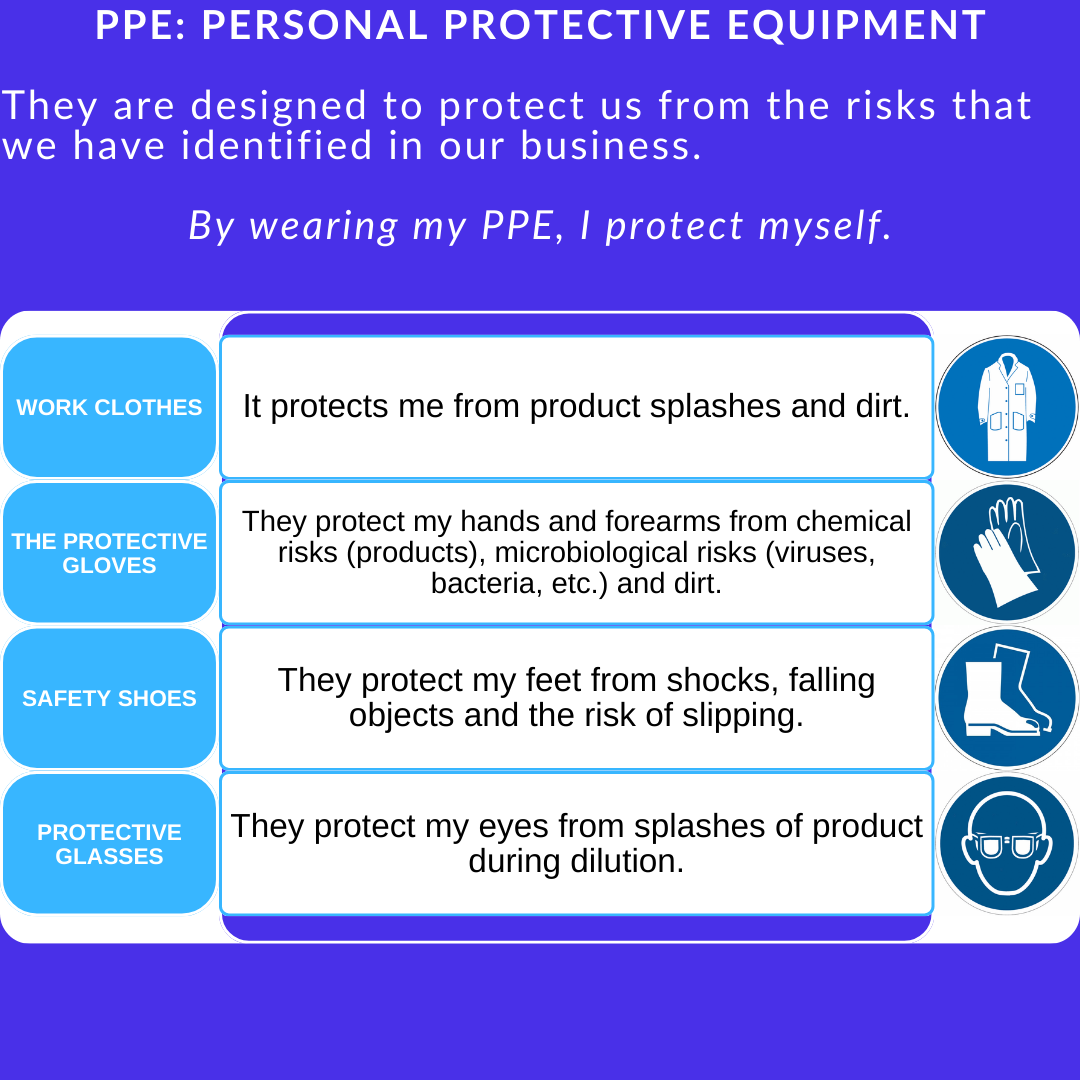 PPE: PERSONAL PROTECTIVE EQUIPMENT
They are designed to protect us from the risks that
we have identified in our business.
By wearing my PPE, I protect myself.
WORK CLOTHES
It protects me from product splashes and dirt.
THE PROTECTIVE
GLOVES
They protect my hands and forearms from chemical
risks (products), microbiological risks (viruses,
bacteria, etc.) and dirt.
SAFETY SHOES
They protect my feet from shocks, falling
objects and the risk of slipping.
PROTECTIVE
GLASSES
They protect my eyes from splashes of product
during dilution.